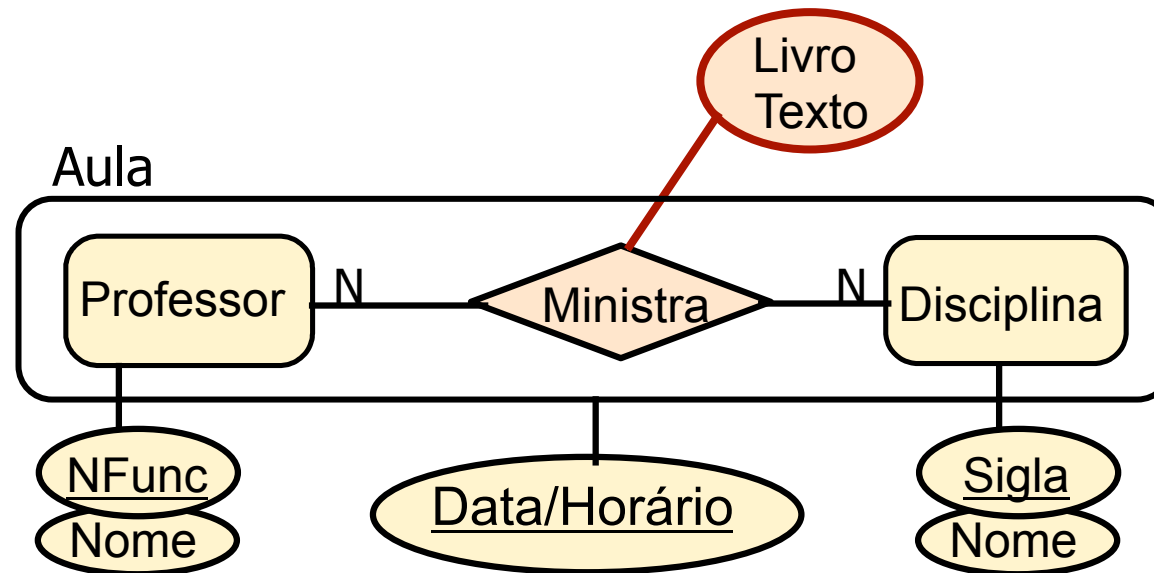 Livro
Texto
Aula
Professor
N
Ministra
N
Disciplina
NFunc
Nome
Data/Horário
Sigla
Nome